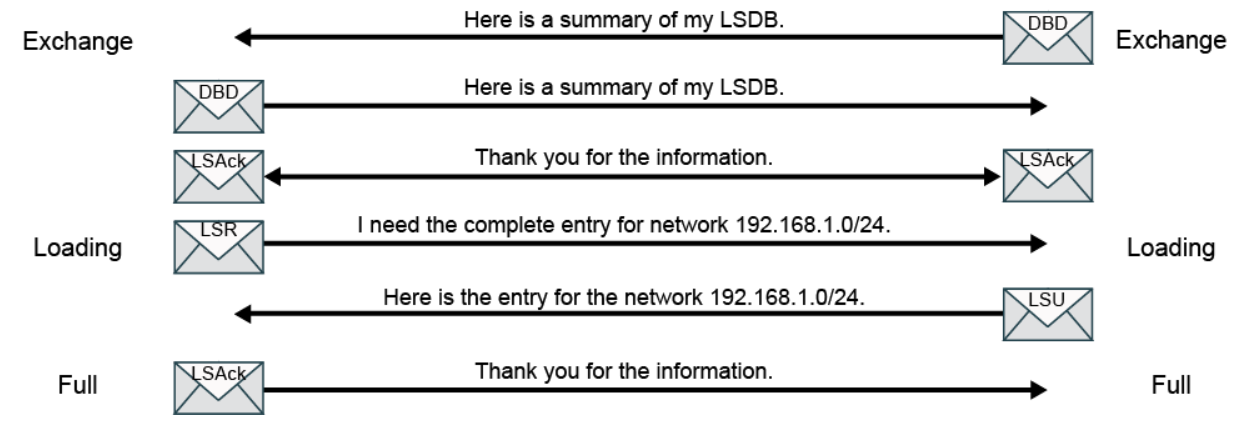 Here is a summary of my LSDB.
Exchange DBD Exchange
DBD Here is a summary of my LSDB.
LSAck Thank you for the information. LSAck
LSR I need the complete entry for network 192.168.1.0/24.
Loading Loading
Here is the entry for the network 192.168.1.0/24. LSU
Full LSAck Thank you for the information. Full